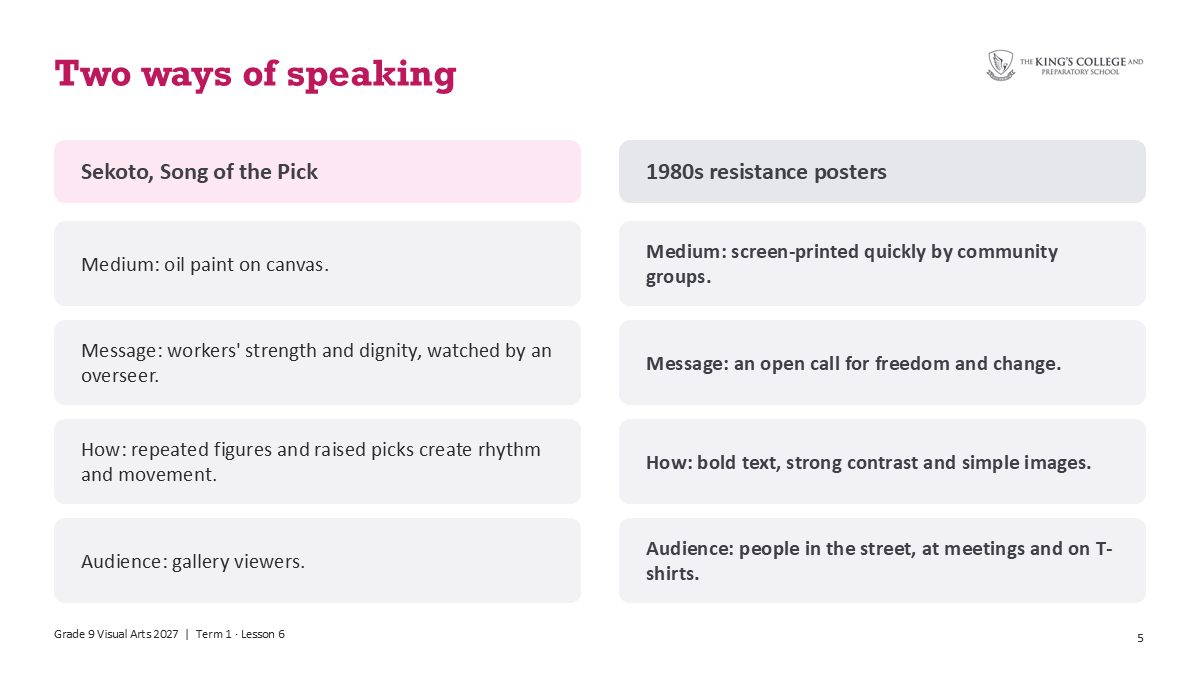 Two ways of speaking
THE KING'S COLLEGE AND
PREPARATORY SCHOOL
Sekoto, Song of the Pick
1980s resistance posters
Medium: oil paint on canvas.
Medium: screen-printed quickly by community
groups.
Message: workers' strength and dignity, watched by an
overseer.
Message: an open call for freedom and change.
How: repeated figures and raised picks create rhythm
and movement.
How: bold text, strong contrast and simple images.
Audience: gallery viewers.
Audience: people in the street, at meetings and on T-
shirts.
Grade 9 Visual Arts 2027 | Term 1 · Lesson 6
5